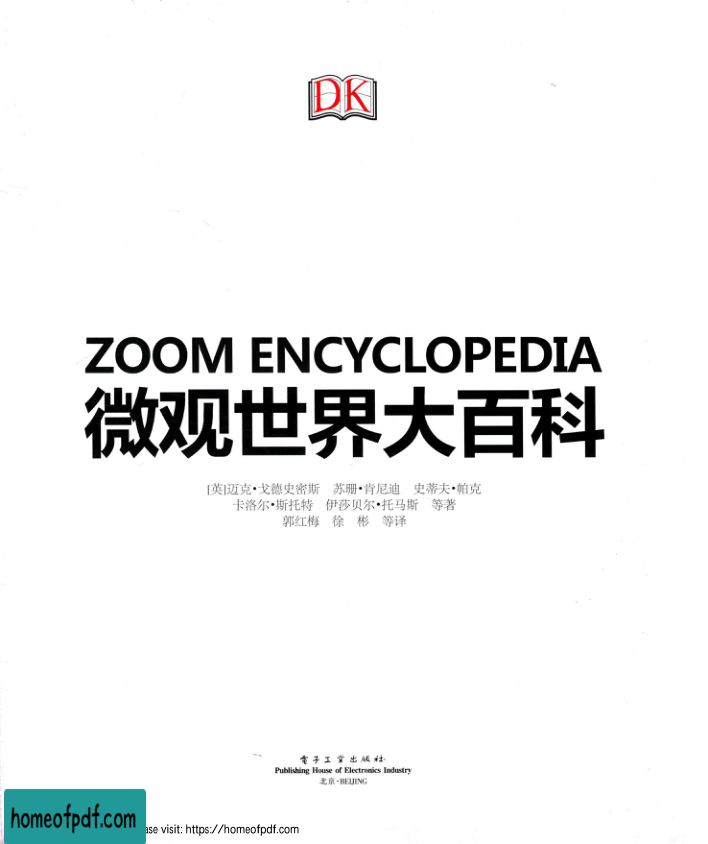 DK
ZOOM ENCYCLOPEDIA
微观世界大百科
[英]迈克•戈德史密斯 苏珊•肯尼迪 史蒂夫•帕克
卡洛尔•斯托特 伊莎贝尔•托马斯 等著
郭红梅 徐 彬 等译
電子工業出版社
Publishing House of Electronics Industry
北京·BEIJING
homeofpdf.com
visit: https://homeofpdf.com